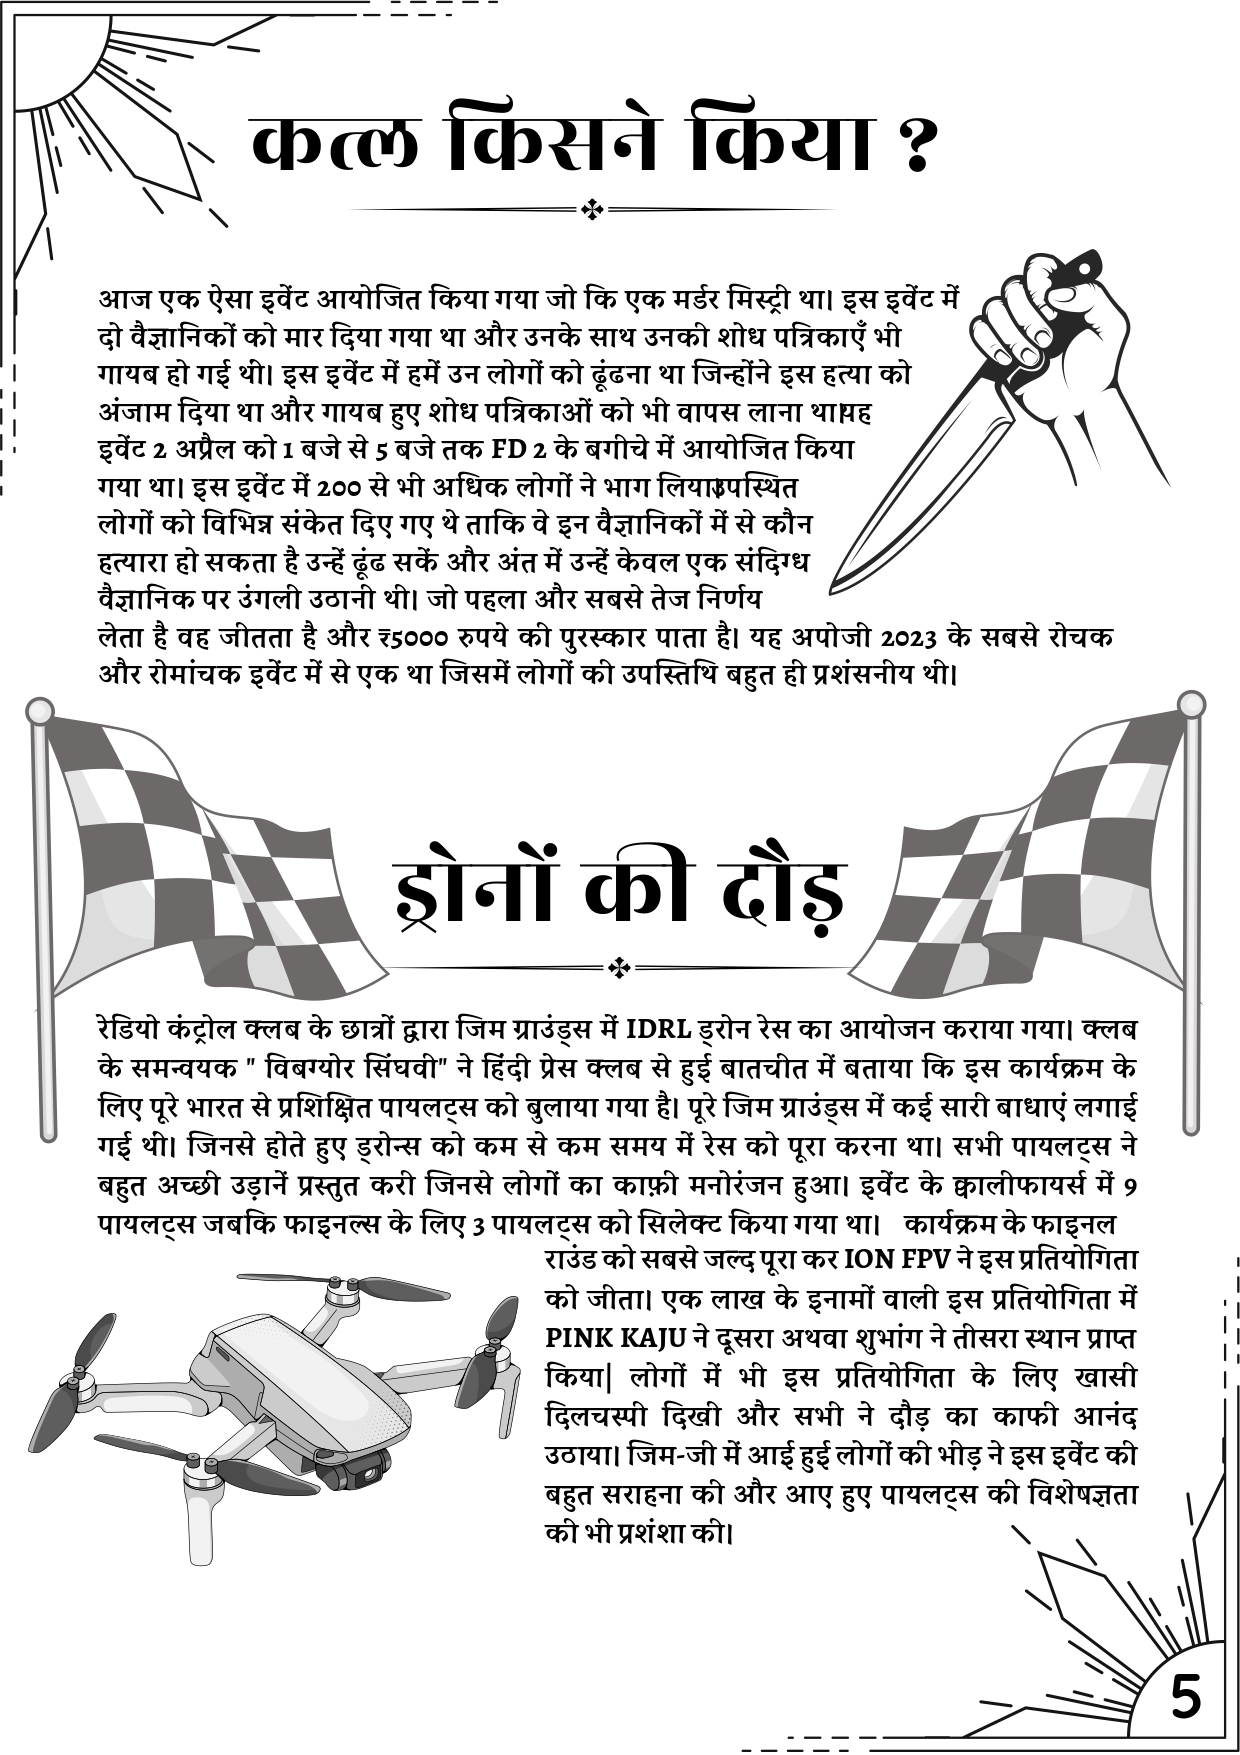 कत्ल किसने किया ?
आज एक ऐसा इवेंट आयोजित किया गया जो कि एक मर्डर मिस्ट्री था। इस इवेंट में
दो वैज्ञानिकों को मार दिया गया था और उनके साथ उनकी शोध पत्रिकाएँ भी
गायब हो गई थी। इस इवेंट में हमें उन लोगों को ढूंढना था जिन्होंने इस हत्या को
अंजाम दिया था और गायब हुए शोध पत्रिकाओं को भी वापस लाना था।यह
इवेंट 2 अप्रैल को 1 बजे से 5 बजे तक FD 2 के बगीचे में आयोजित किया
गया था। इस इवेंट में 200 से भी अधिक लोगों ने भाग लिया।उपस्थित
लोगों को विभिन्न संकेत दिए गए थे ताकि वे इन वैज्ञानिकों में से कौन
हत्यारा हो सकता है उन्हें ढूंढ सकें और अंत में उन्हें केवल एक संदिग्ध
वैज्ञानिक पर उंगली उठानी थी। जो पहला और सबसे तेज निर्णय
लेता है वह जीतता है और ₹5000 रुपये की पुरस्कार पाता है। यह अपोजी 2023 के सबसे रोचक
और रोमांचक इवेंट में से एक था जिसमें लोगों की उपस्तिथि बहुत ही प्रशंसनीय थी।
ड्रोनों की दौड़
रेडियो कंट्रोल क्लब के छात्रों द्वारा जिम ग्राउंड्स में IDRL ड्रोन रेस का आयोजन कराया गया। क्लब
के समन्वयक " विबग्योर सिंघवी" ने हिंदी प्रेस क्लब से हुई बातचीत में बताया कि इस कार्यक्रम के
लिए पूरे भारत से प्रशिक्षित पायलट्स को बुलाया गया है। पूरे जिम ग्राउंड्स में कई सारी बाधाएं लगाई
गई थी। जिनसे होते हुए ड्रोन्स को कम से कम समय में रेस को पूरा करना था। सभी पायलट्स ने
बहुत अच्छी उड़ानें प्रस्तुत करी जिनसे लोगों का काफ़ी मनोरंजन हुआ। इवेंट के क्वालीफायर्स में 9
पायलट्स जबकि फाइनल्स के लिए 3 पायलट्स को सिलेक्ट किया गया था। कार्यक्रम के फाइनल
राउंड को सबसे जल्द पूरा कर ION FPV ने इस प्रतियोगिता
को जीता। एक लाख के इनामों वाली इस प्रतियोगिता में
PINK KAJU ने दूसरा अथवा शुभांग ने तीसरा स्थान प्राप्त
किया| लोगों में भी इस प्रतियोगिता के लिए खासी
दिलचस्पी दिखी और सभी ने दौड़ का काफी आनंद
उठाया। जिम-जी में आई हुई लोगों की भीड़ ने इस इवेंट की
बहुत सराहना की और आए हुए पायलट्स की विशेषज्ञता
की भी प्रशंशा की।
5